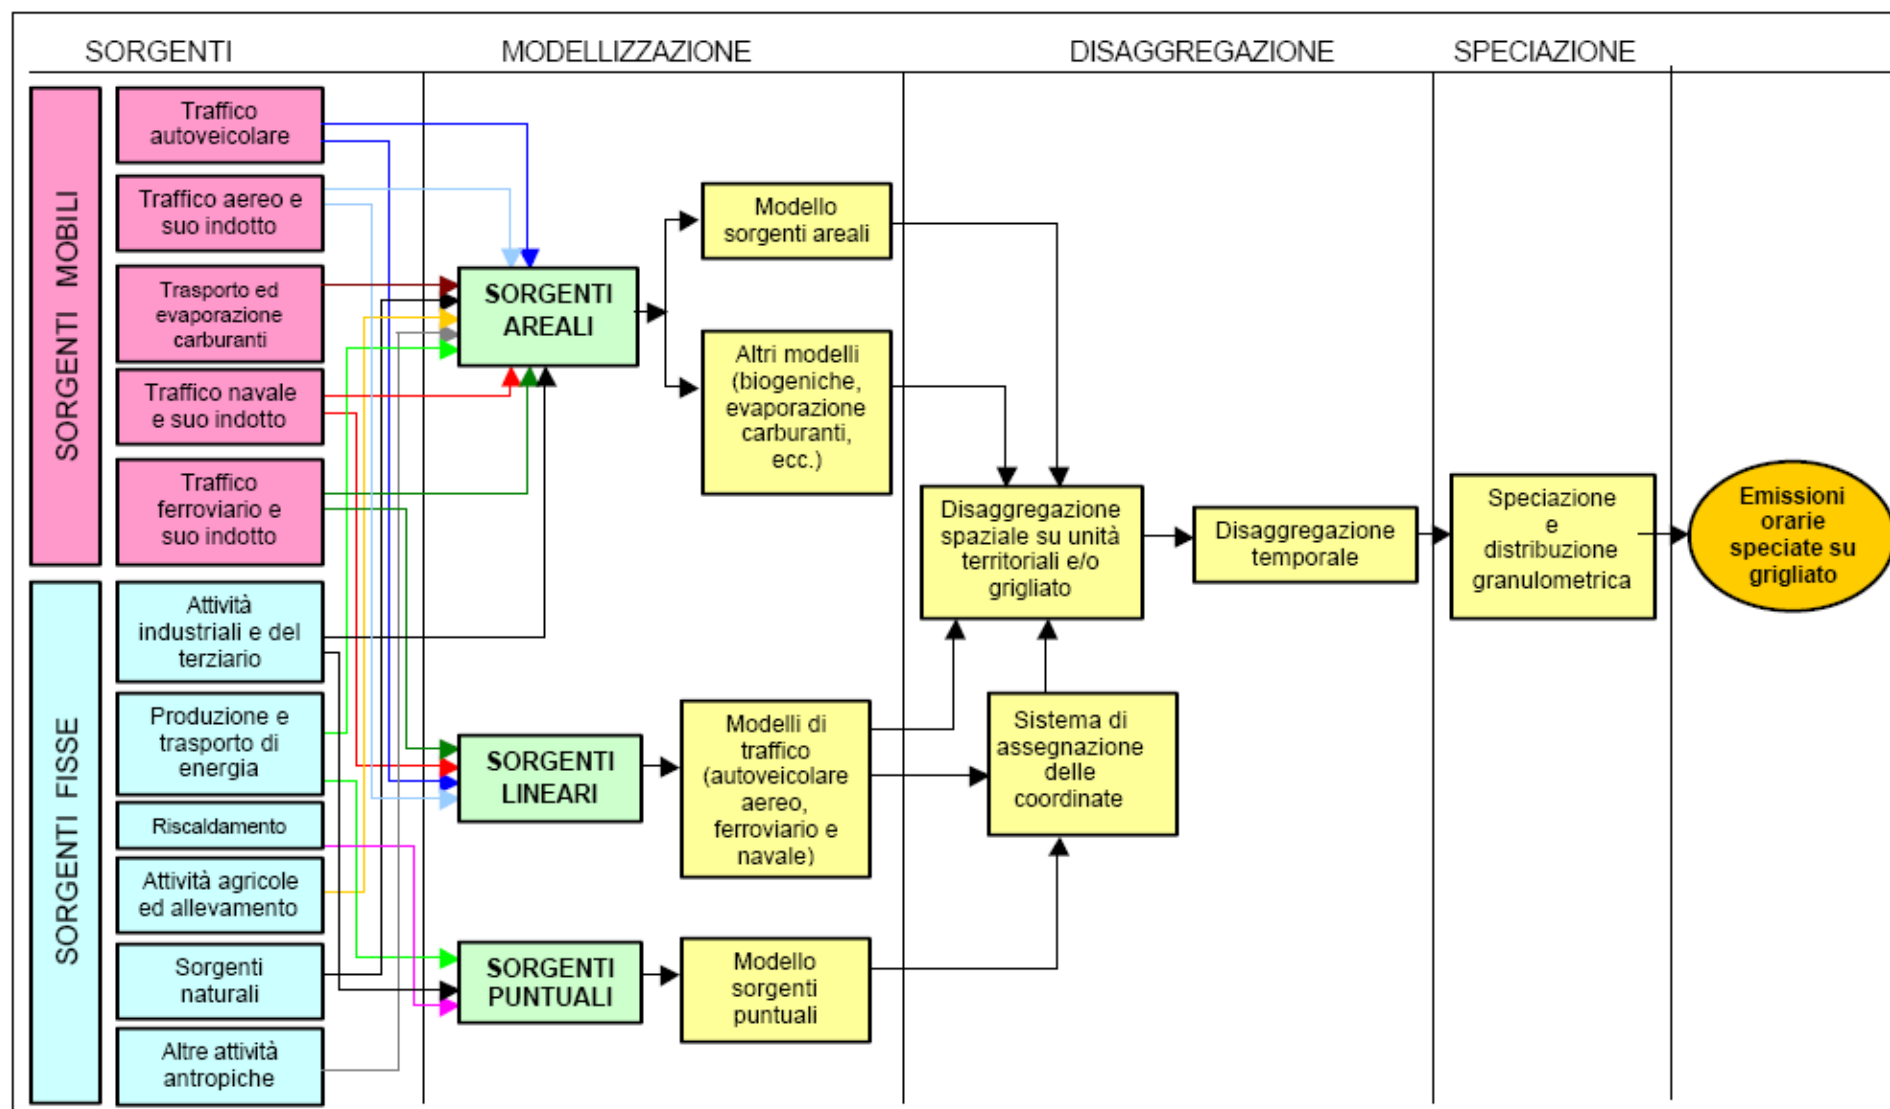 SORGENTI
MODELLIZZAZIONE
DISAGGREGAZIONE
SPECIAZIONE
SORGENTI MOBILI
Traffico
autoveicolare
Traffico aereo e
suo indotto
Trasporto ed
evaporazione
carburanti
Traffico navale
e suo indotto
Traffico
ferroviario e
suo indotto
SORGENTI FISSE
Attività
industriali e del
terziario
Produzione e
trasporto di
energia
Riscaldamento
Attività agricole
ed allevamento
Sorgenti
naturali
Altre attività
antropiche
SORGENTI
AREALI
SORGENTI
LINEARI
SORGENTI
PUNTUALI
Modello
sorgenti areali
Altri modelli
(biogeniche,
evaporazione
carburanti,
ecc.)
Modelli di
traffico
(autoveicolare
aereo,
ferroviario e
navale)
Modello
sorgenti
puntuali
Disaggregazione
spaziale su unità
territoriali e/o
grigliato
Sistema di
assegnazione
delle
coordinate
Disaggregazione
temporale
Speciazione
e
distribuzione
granulometrica
Emissioni
orarie
speciate su
grigliato